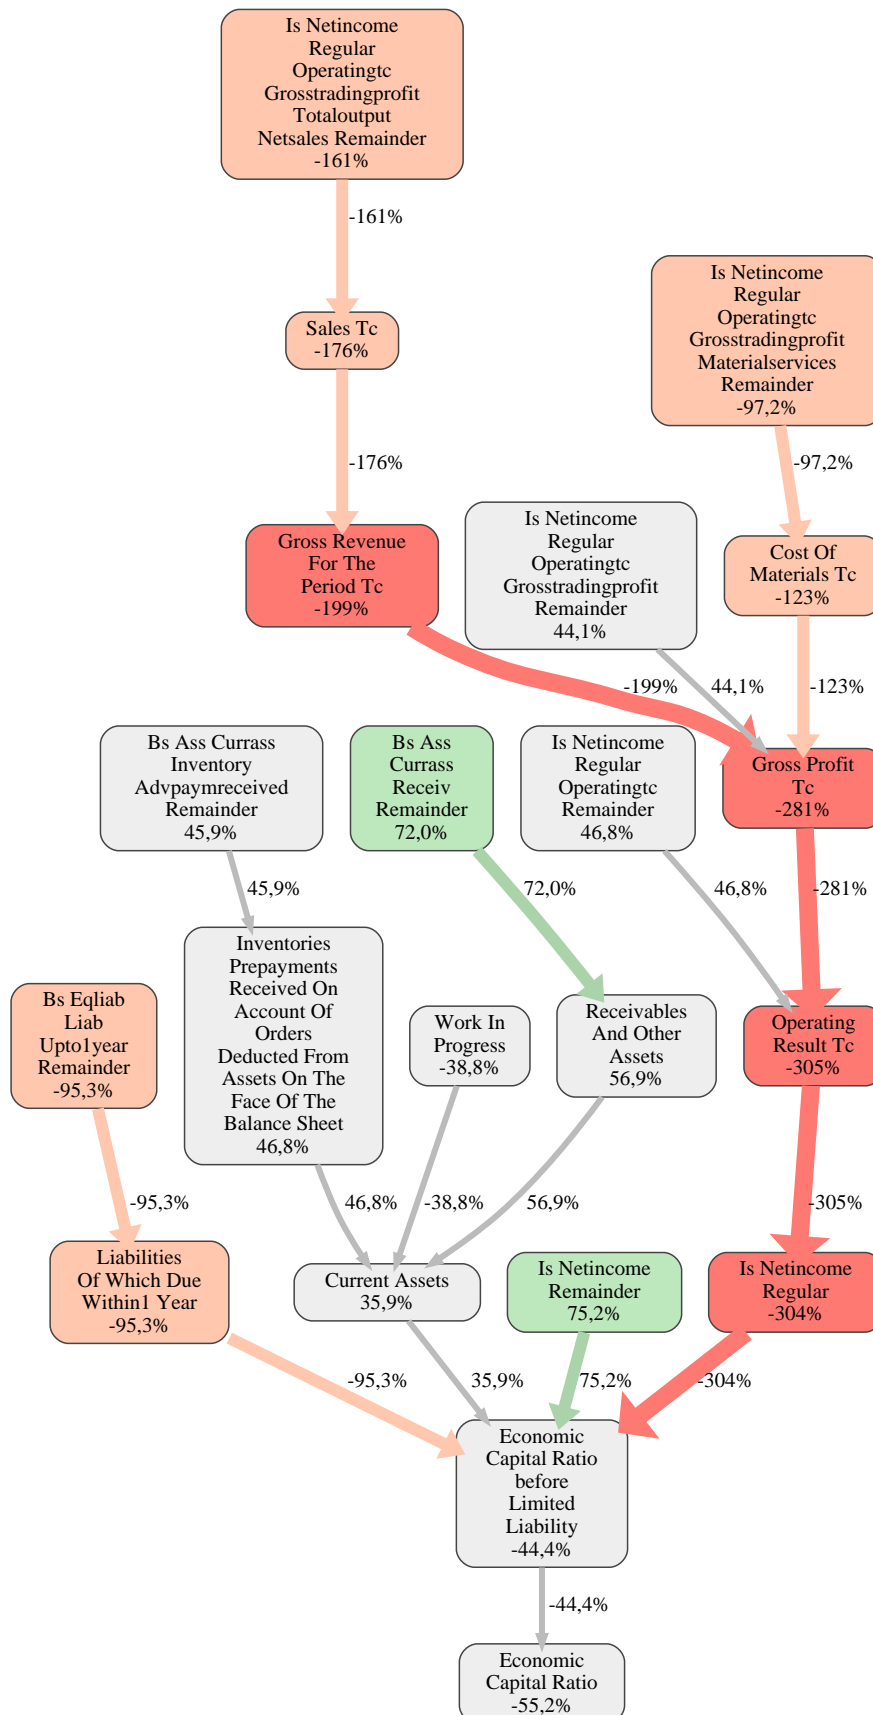 Is Netincome
Regular
Operatingtc
Grosstradingprofit
Totaloutput
Netsales Remainder
-161%
-161%
Is Netincome
Regular
Operatingtc
Grosstradingprofit
Materialservices
Remainder
-97,2%
Sales Tc
-176%
-176%
-97,2%
Is Netincome
Regular
Operatingtc
Grosstradingprofit
Remainder
44,1%
Gross Revenue
For The
Period Tc
-199%
Cost Of
Materials Tc
-123%
-199%
44,1%
-123%
Bs Ass Currass
Inventory
Advpaymreceived
Remainder
45,9%
Bs Ass
Currass
Receiv
Remainder
72,0%
Is Netincome
Regular
Operatingtc
Remainder
46,8%
Gross Profit
Tc
-281%
45,9%
72,0%
46,8%
-281%
Inventories
Prepayments
Received On
Account Of
Orders
Deducted From
Assets On The
Face Of The
Balance Sheet
46,8%
Bs Eqliab
Liab
Upto1year
Remainder
-95,3%
Work In
Progress
-38,8%
Receivables
And Other
Assets
56,9%
Operating
Result Tc
-305%
-95,3%
46,8%
-38,8%
56,9%
-305%
Liabilities
Of Which Due
Within1 Year
-95,3%
Current Assets
35,9%
Is Netincome
Remainder
75,2%
Is Netincome
Regular
-304%
-95,3%
35,9%
75,2%
-304%
Economic
Capital Ratio
before
Limited
Liability
-44,4%
-44,4%
Economic
Capital Ratio
-55,2%